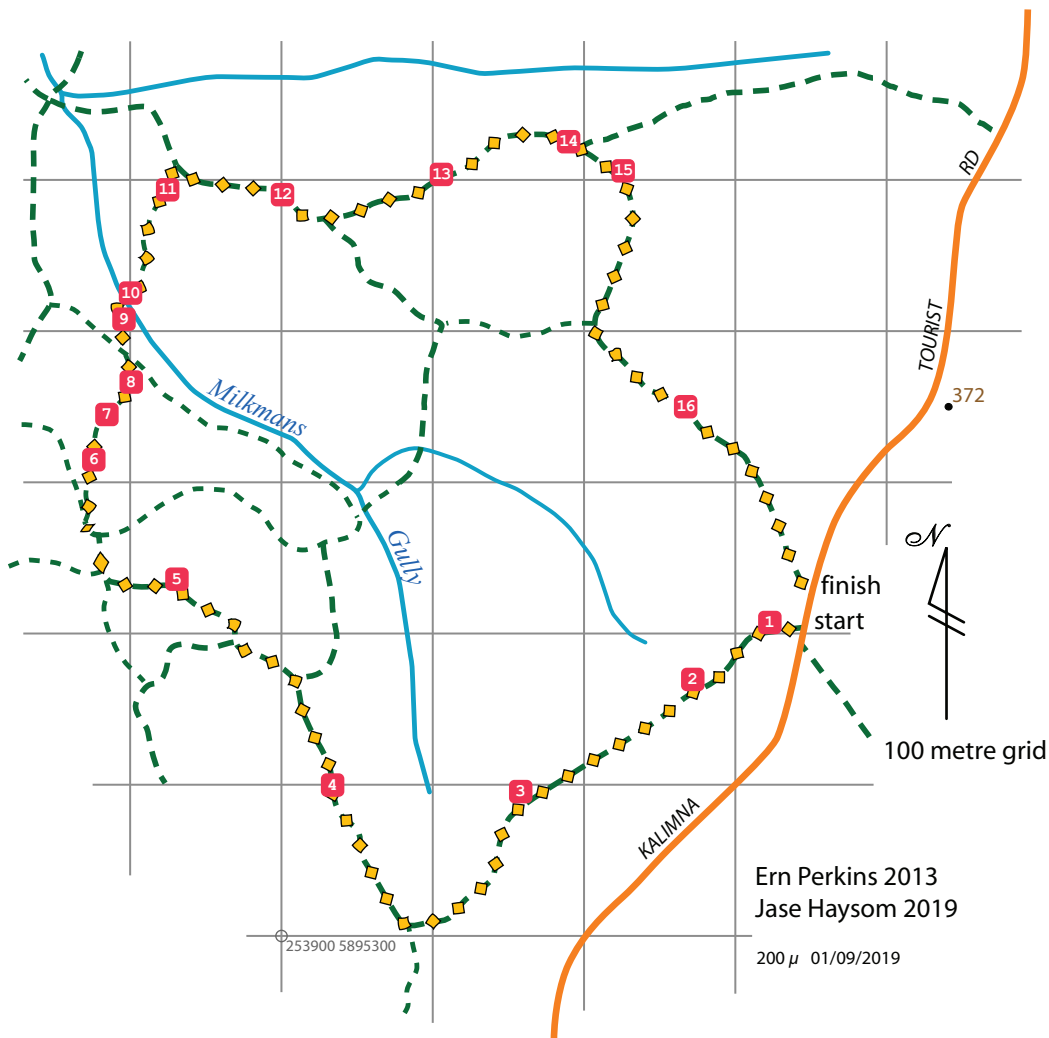 14
15
13
11
12
RD
10
9
8
7
Milkmans
16
TOURIST
372
6
N
Gully
5
finish
1
start
2
100 metre grid
4
3
KALIMNA
Ern Perkins 2013
Jase Haysom 2019
253900 5895300
200 µ 01/09/2019